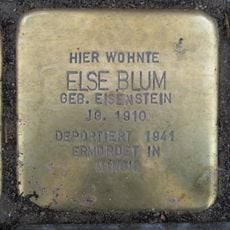 HIER WOHNTE
ELSE BLUM
GEB. EISENSTEIN
JG. 1910
DEPORTIERT 1941
ERMORDET IN